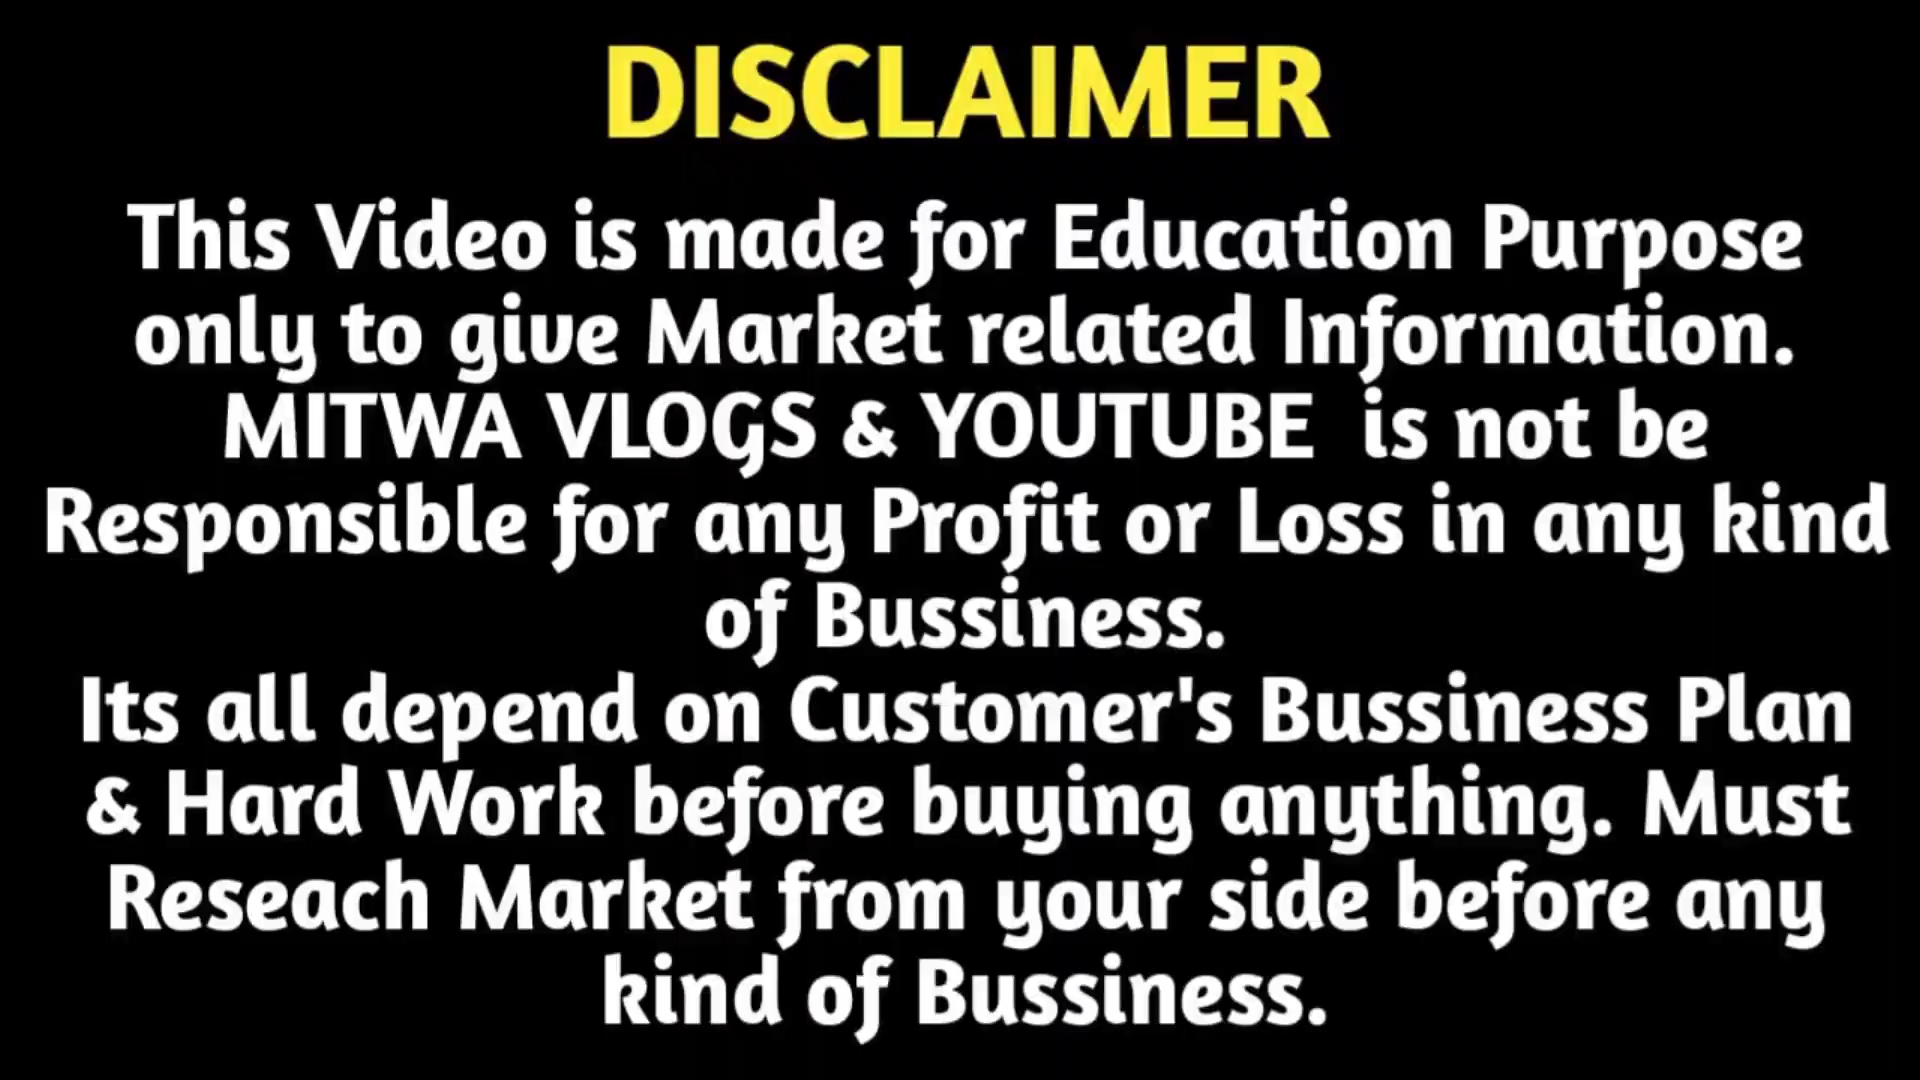 DISCLAIMER
This Video is made for Education Purpose
only to give Market related Information.
MITWA VLOGS & YOUTUBE is not be
Responsible for any Profit or Loss in any kind
of Bussiness.
Its all depend on Customer's Bussiness Plan
& Hard Work before buying anything. Must
Reseach Market from your side before any
kind of Bussiness.